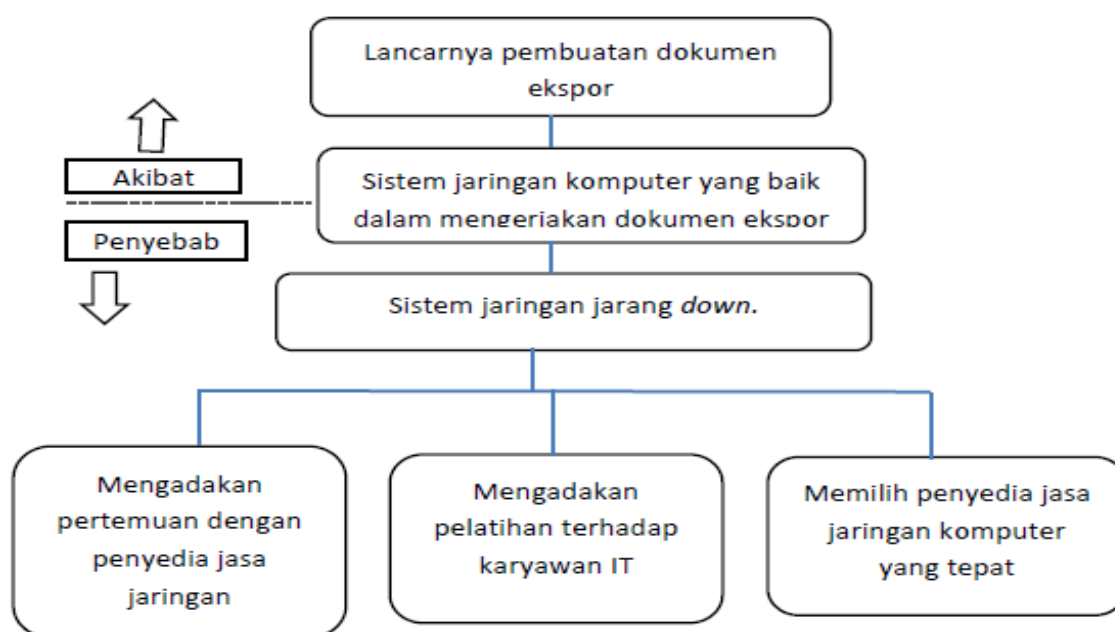 Lancarnya pembuatan dokumen
ekspor
Akibat
Sistem jaringan komputer yang baik
dalam mengerjakan dokumen ekspor
Penyebab
Sistem jaringan jarang down.
Mengadakan
pertemuan dengan
penyedia jasa
jaringan
Mengadakan
pelatihan terhadap
karyawan IT
Memilih penyedia jasa
jaringan komputer
yang tepat